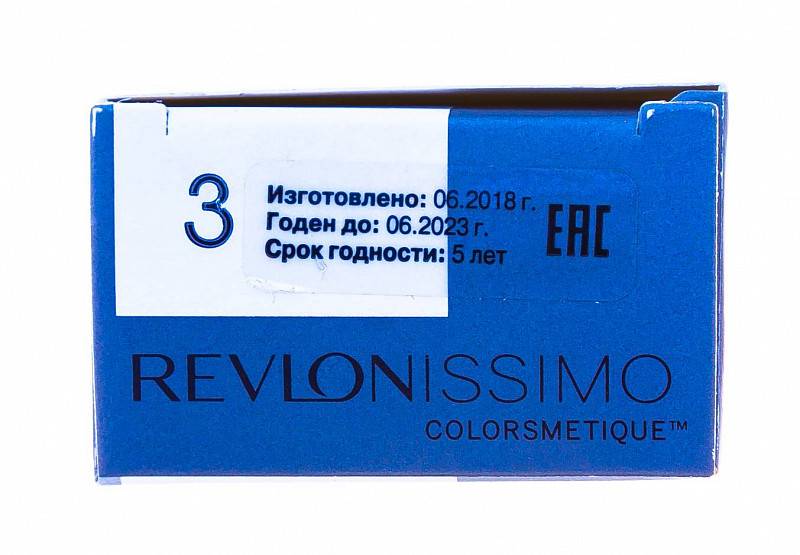 3
Изготовлено: 06.2018 г.
Годен до: 06.2023 г.
Срок годности: 5 лет
EAC
REVLONISSIMO
COLORSMETIQUE™